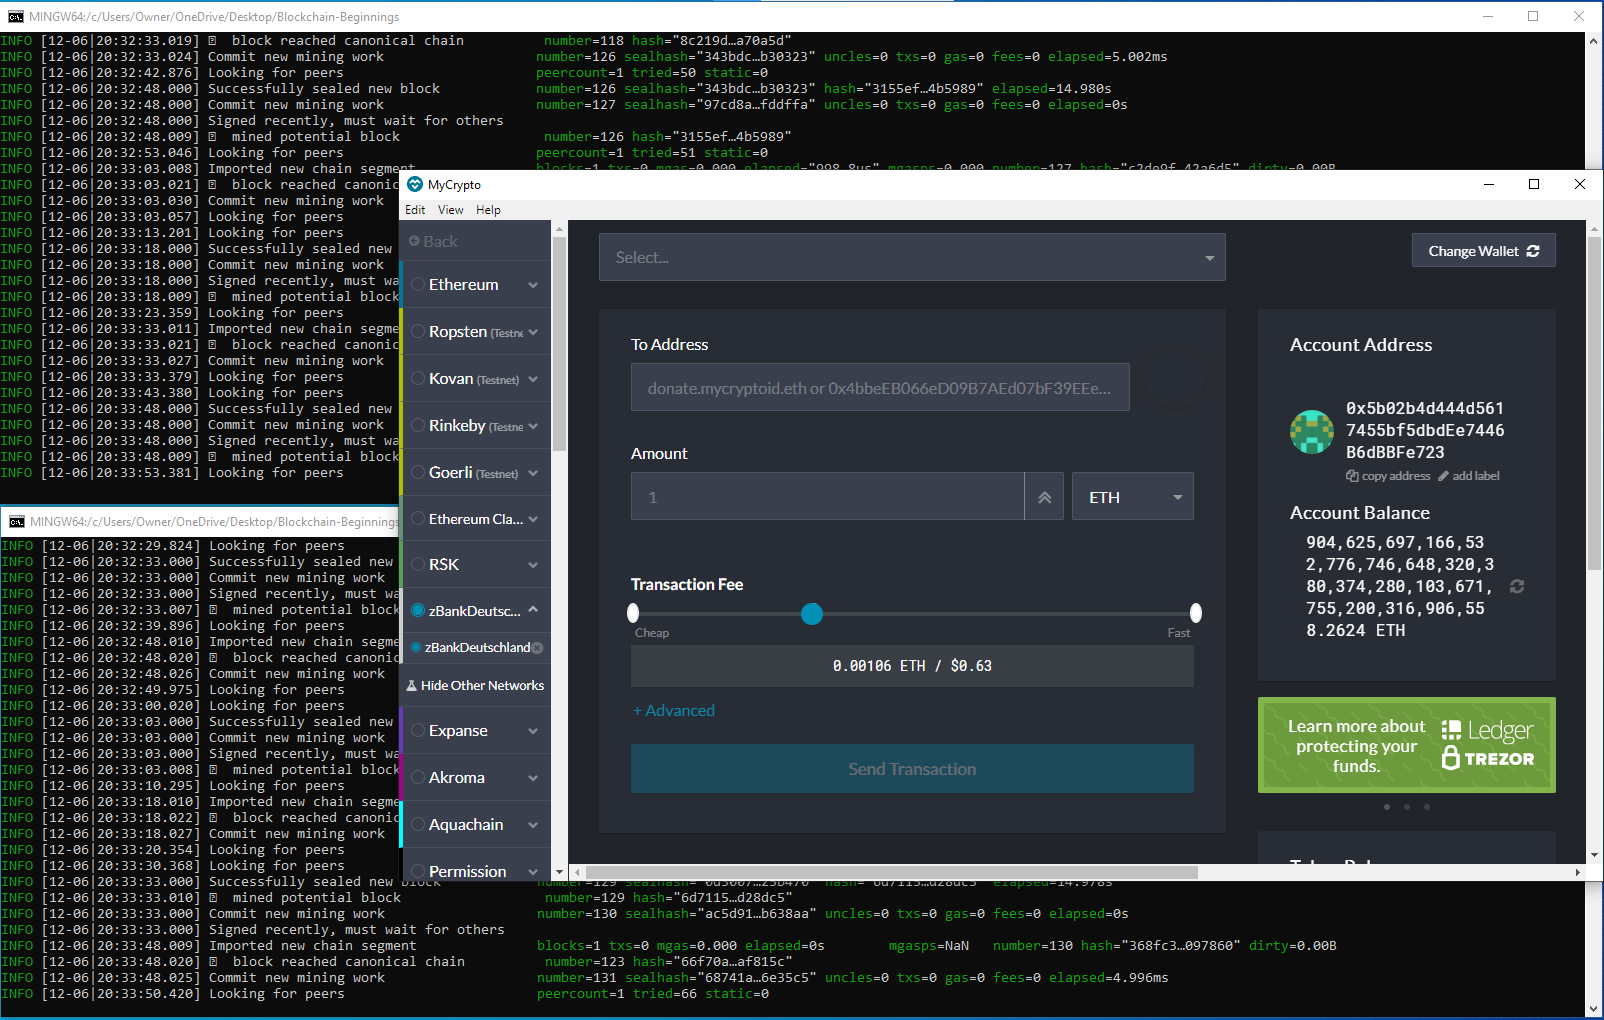 MINGW64:/c/Users/Owner/OneDrive/Desktop/Blockchain-Beginnings
INFO [12-06|20:32:33.019] block reached canonical chain number=118 hash="8c219d…a70a5d"
INFO [12-06|20:32:33.024] Commit new mining work number=126 sealhash="343bdc…b30323" uncles=0 txs=0 gas=0 fees=0 elapsed=5.002ms
INFO [12-06|20:32:42.876] Looking for peers peercount=1 tried=50 static=0
INFO [12-06|20:32:48.000] Successfully sealed new block number=126 sealhash="343bdc…b30323" hash="3155ef…4b5989" elapsed=14.980s
INFO [12-06|20:32:48.000] Commit new mining work number=127 sealhash="97cd8a…fddffa" uncles=0 txs=0 gas=0 fees=0 elapsed=0s
INFO [12-06|20:32:48.000] Signed recently, must wait for others
INFO [12-06|20:32:48.009] mined potential block number=126 hash="3155ef…4b5989"
INFO [12-06|20:32:53.046] Looking for peers peercount=1 tried=51 static=0
INFO [12-06|20:33:03.008] Imported new chain segment blocks=1 txs=0 mgas=0.000 elapsed="998.8us" mgasps=0.000 number=127 hash="c2de9f…42a6d5" dirty=0.00B
INFO [12-06|20:33:03.021] block reached canonic
INFO [12-06|20:33:03.030] Commit new mining work
INFO [12-06|20:33:03.057] Looking for peers
INFO [12-06|20:33:13.201] Looking for peers
INFO [12-06|20:33:18.000] Successfully sealed new
INFO [12-06|20:33:18.000] Commit new mining work
INFO [12-06|20:33:18.000] Signed recently, must wa
INFO [12-06|20:33:18.009] mined potential block
INFO [12-06|20:33:23.359] Looking for peers
INFO [12-06|20:33:33.011] Imported new chain segme
INFO [12-06|20:33:33.021] block reached canonic
INFO [12-06|20:33:33.027] Commit new mining work
INFO [12-06|20:33:33.379] Looking for peers
INFO [12-06|20:33:43.380] Looking for peers
INFO [12-06|20:33:48.000] Successfully sealed new
INFO [12-06|20:33:48.000] Commit new mining work
INFO [12-06|20:33:48.000] Signed recently, must wa
INFO [12-06|20:33:48.009] mined potential block
INFO [12-06|20:33:53.381] Looking for peers
MINGW64:/c/Users/Owner/OneDrive/Desktop/Blockchain-Beginnings
INFO [12-06|20:32:29.824] Looking for peers
INFO [12-06|20:32:33.000] Successfully sealed new
INFO [12-06|20:32:33.000] Commit new mining work
INFO [12-06|20:32:33.000] Signed recently, must wa
INFO [12-06|20:32:33.007] mined potential block
INFO [12-06|20:32:39.896] Looking for peers
INFO [12-06|20:32:48.010] Imported new chain segme
INFO [12-06|20:32:48.020] block reached canonic
INFO [12-06|20:32:48.026] Commit new mining work
INFO [12-06|20:32:49.975] Looking for peers
INFO [12-06|20:33:00.020] Looking for peers
INFO [12-06|20:33:03.000] Successfully sealed new
INFO [12-06|20:33:03.000] Commit new mining work
INFO [12-06|20:33:03.000] Signed recently, must wa
INFO [12-06|20:33:03.008] mined potential block
INFO [12-06|20:33:10.295] Looking for peers
INFO [12-06|20:33:18.010] Imported new chain segme
INFO [12-06|20:33:18.022] block reached canonic
INFO [12-06|20:33:18.027] Commit new mining work
INFO [12-06|20:33:20.354] Looking for peers
INFO [12-06|20:33:30.368] Looking for peers
INFO [12-06|20:33:33.000] Successfully sealed new block number=129 elapsed=14.978s
INFO [12-06|20:33:33.010] mined potential block number=129 hash="6d7115…d28dc5"
INFO [12-06|20:33:33.000] Commit new mining work number=130 sealhash="ac5d91…b638aa" uncles=0 txs=0 gas=0 fees=0 elapsed=0s
INFO [12-06|20:33:33.000] Signed recently, must wait for others
INFO [12-06|20:33:48.009] Imported new chain segment blocks=1 txs=0 mgas=0.000 elapsed=0s mgasps=NaN number=130 hash="368fc3…097860" dirty=0.00B
INFO [12-06|20:33:48.020] block reached canonical chain number=123 hash="66f70a…af815c"
INFO [12-06|20:33:48.025] Commit new mining work number=131 sealhash="68741a…6e35c5" uncles=0 txs=0 gas=0 fees=0 elapsed=4.996ms
INFO [12-06|20:33:50.420] Looking for peers peercount=1 tried=66 static=0
MyCrypto
Edit View Help
Back
Ethereum
Ropsten (Testne
Kovan (Testnet)
Rinkeby (Testne
Goerli (Testnet)
Ethereum Cla...
RSK
zBankDeutsc...
zBankDeutschland
Hide Other Networks
Expanse
Akroma
Aquachain
Permission
Select...
Change Wallet
To Address
donate.mycryptoid.eth or 0x4bbeEB066eD09B7AEd07bF39EEe...
Amount
1
ETH
Transaction Fee
Cheap
Fast
0.00106 ETH / $0.63
+ Advanced
Send Transaction
Account Address
0x5b02b4d444d561
7455bf5dbdEe7446
B6dBBFe723
copy address add label
Account Balance
904,625,697,166,53
2,776,746,648,320,3
80,374,280,103,671,
755,200,316,906,55
8.2624 ETH
Learn more about
protecting your
funds.
Ledger
TREZOR